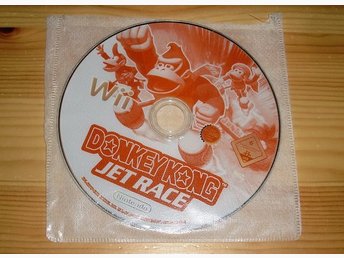 Wii
DONKEY KONG
JET RACE
Nintendo